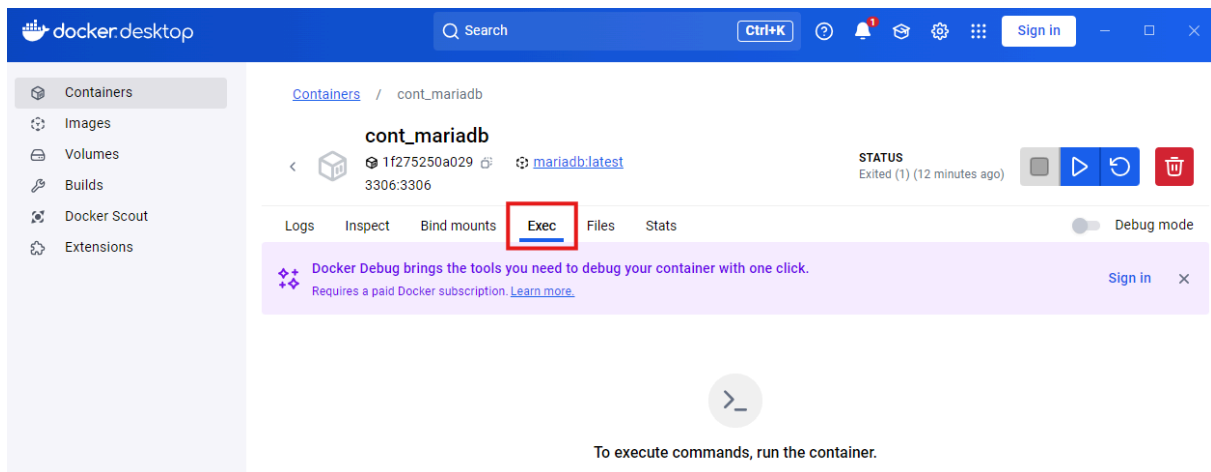 docker.desktop
Search
Ctrl+K
1
Sign in
Containers
Images
Volumes
Builds
Docker Scout
Extensions
Containers / cont_mariadb
cont_mariadb
1f275250a029
mariadb:latest
3306:3306
STATUS
Exited (1) (12 minutes ago)
Logs Inspect Bind mounts Exec Files Stats
Debug mode
Docker Debug brings the tools you need to debug your container with one click.
Requires a paid Docker subscription. Learn more.
Sign in
To execute commands, run the container.